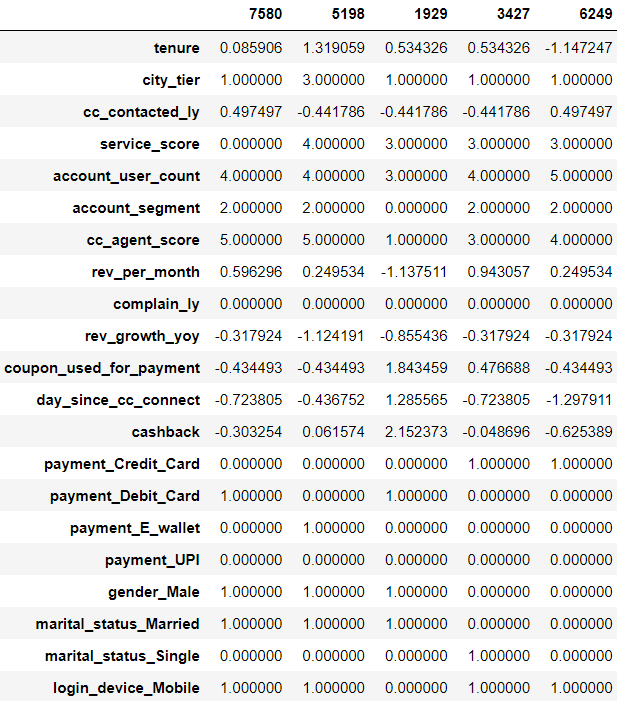 7580 5198 1929 3427 6249
tenure 0.085906 1.319059 0.534326 0.534326 -1.147247
city_tier 1.000000 3.000000 1.000000 1.000000 1.000000
cc_contacted_ly 0.497497 -0.441786 -0.441786 -0.441786 0.497497
service_score 0.000000 4.000000 3.000000 3.000000 3.000000
account_user_count 4.000000 4.000000 3.000000 4.000000 5.000000
account_segment 2.000000 2.000000 0.000000 2.000000 2.000000
cc_agent_score 5.000000 5.000000 1.000000 3.000000 4.000000
rev_per_month 0.596296 0.249534 -1.137511 0.943057 0.249534
complain_ly 0.000000 0.000000 0.000000 0.000000 0.000000
rev_growth_yoy -0.317924 -1.124191 -0.855436 -0.317924 -0.317924
coupon_used_for_payment -0.434493 -0.434493 1.843459 0.476688 -0.434493
day_since_cc_connect -0.723805 -0.436752 1.285565 -0.723805 -1.297911
cashback -0.303254 0.061574 2.152373 -0.048696 -0.625389
payment_Credit_Card 0.000000 0.000000 0.000000 1.000000 1.000000
payment_Debit_Card 1.000000 0.000000 1.000000 0.000000 0.000000
payment_E_wallet 0.000000 1.000000 0.000000 0.000000 0.000000
payment_UPI 0.000000 0.000000 0.000000 0.000000 0.000000
gender_Male 1.000000 1.000000 1.000000 0.000000 0.000000
marital_status_Married 1.000000 1.000000 1.000000 0.000000 0.000000
marital_status_Single 0.000000 0.000000 0.000000 1.000000 0.000000
login_device_Mobile 1.000000 1.000000 0.000000 1.000000 1.000000